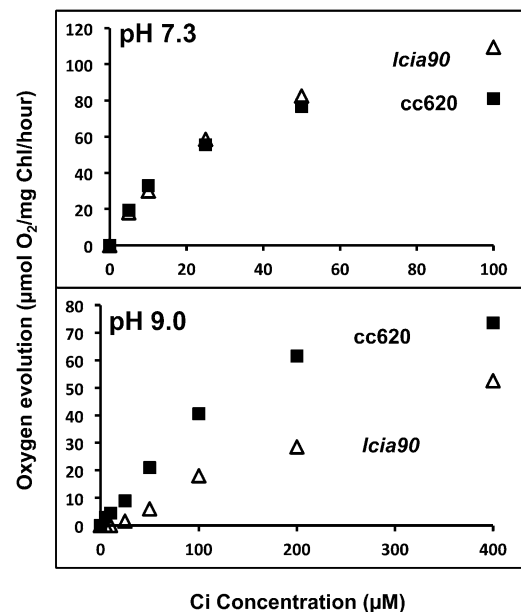 Oxygen evolution (µmol O2/mg Chl/hour)
pH 7.3
120
100
80
60
40
20
0
lcia90
cc620
0 20 40 60 80 100
pH 9.0
80
70
60
50
40
30
20
10
0
cc620
lcia90
0 100 200 300 400
Ci Concentration (µM)